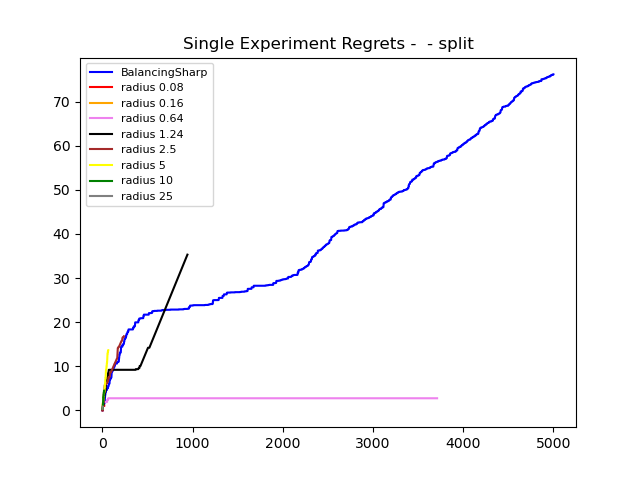 Single Experiment Regrets -  - split
BalancingSharp
radius 0.08
radius 0.16
radius 0.64
radius 1.24
radius 2.5
radius 5
radius 10
radius 25
70
60
50
40
30
20
10
0
0 1000 2000 3000 4000 5000